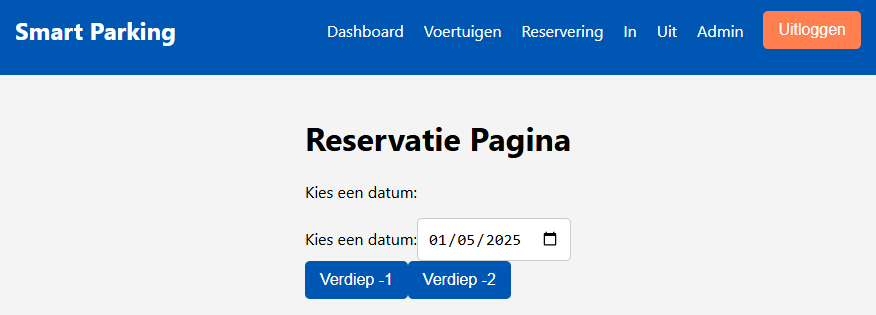 Smart Parking Dashboard Voertuigen Reservering In Uit Admin Uitloggen
Reservatie Pagina
Kies een datum:
Kies een datum: 01/05/2025
Verdiep -1 Verdiep -2